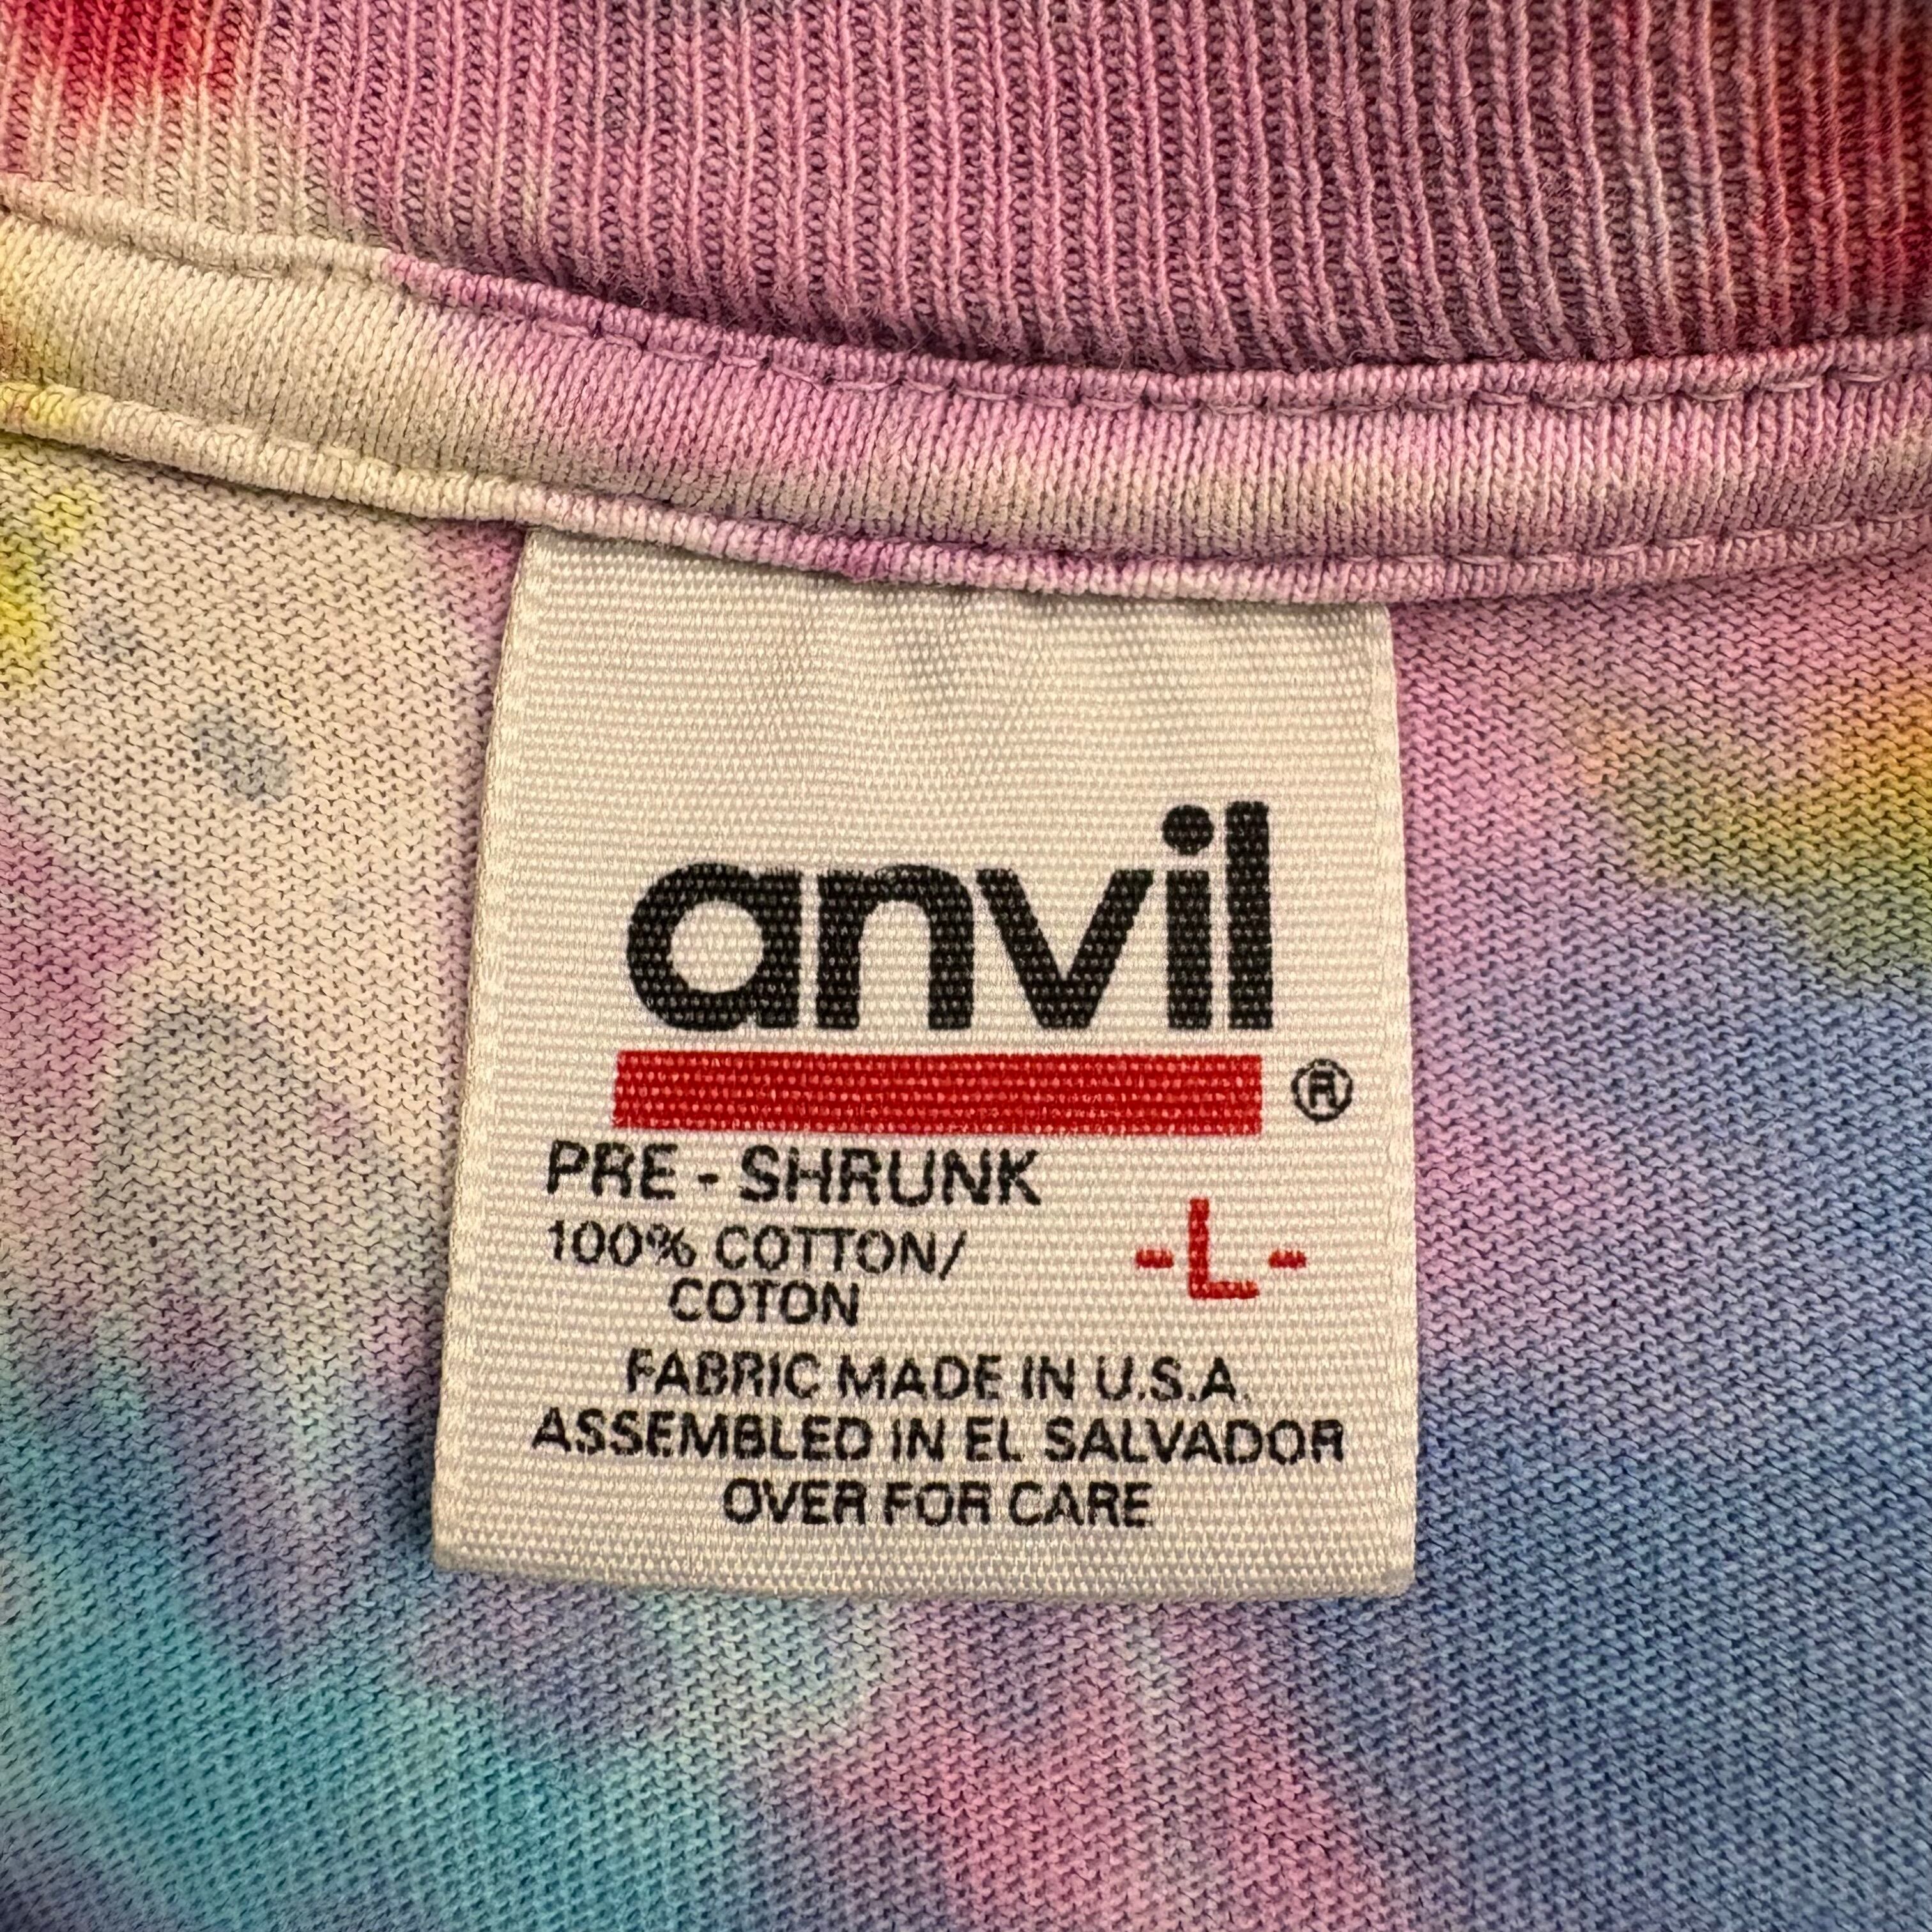 anvil
®
PRE - SHRUNK
100% COTTON/
COTON
-L-
FABRIC MADE IN U.S.A.
ASSEMBLED IN EL SALVADOR
OVER FOR CARE